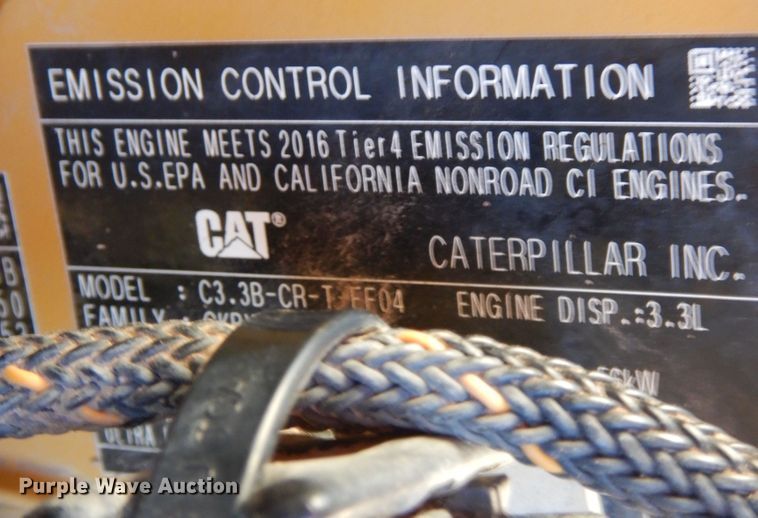 EMISSION CONTROL INFORMATION
THIS ENGINE MEETS 2016 Tier4 EMISSION REGULATIONS
FOR U.S.EPA AND CALIFORNIA NONROAD CI ENGINES.
CAT®
CATERPILLAR INC.
MODEL : C3.3B-CR-T-EF04 ENGINE DISP.:3.3L
FAMILY :
ULTRA
Purple Wave Auction